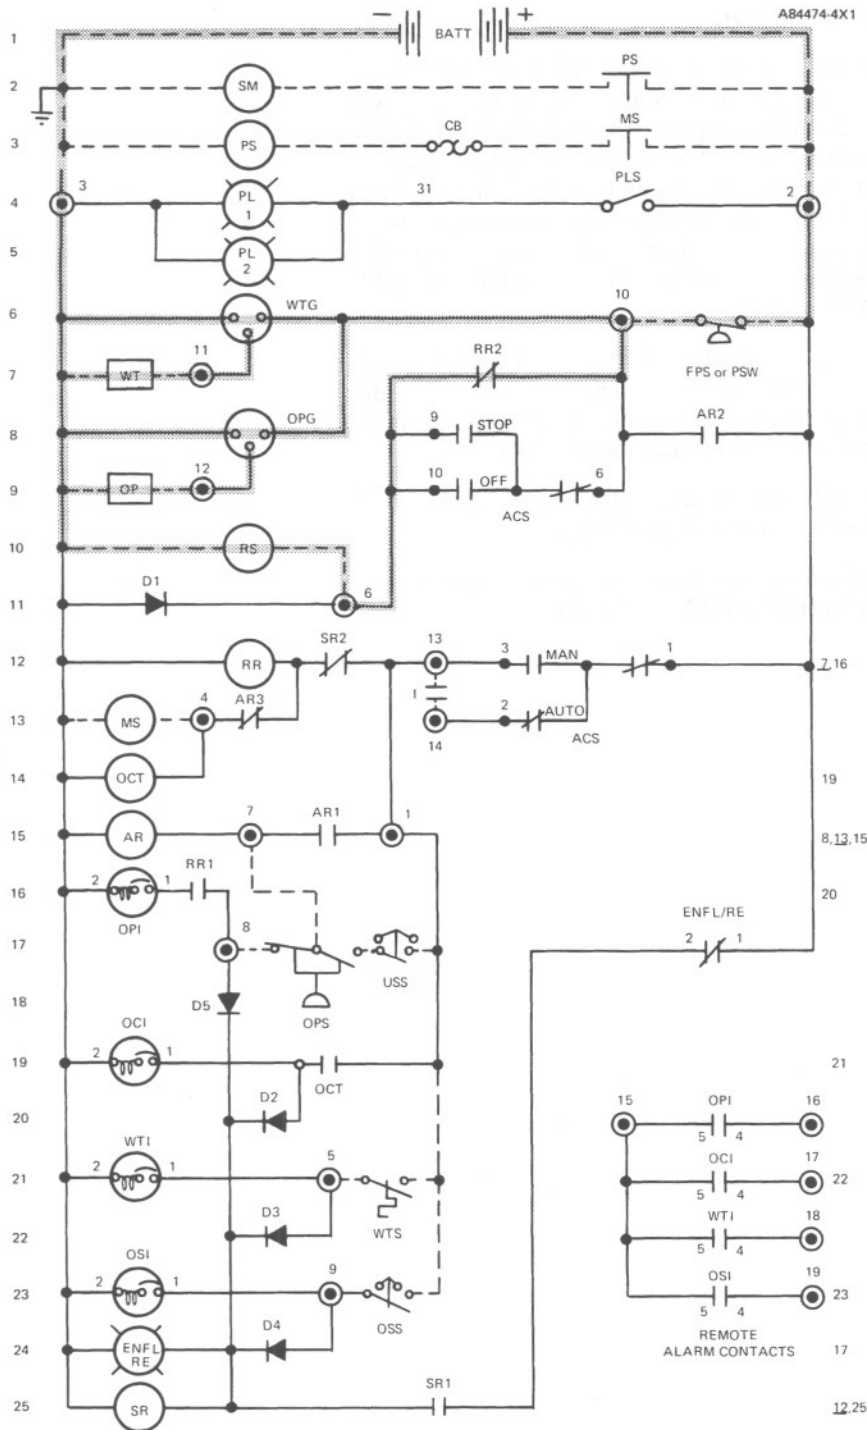 A84474-4X1
1 − BATT +
2 SM PS
3 PS CB MS
4 3 PL 1 31 PLS 2
5 PL 2
6 WTG 10
FPS or PSW
7 WT 11 RR2
8 OPG 9 STOP AR2
9 OP 12 10 OFF 6
ACS
10 RS
11 D1 6
12 RR SR2 13 3 MAN 1 7,16
13 MS 4 AR3 1 14 2 AUTO
ACS
14 OCT 19
15 AR 7 AR1 1 8,13,15
16 2 1 RR1 20
OPI
ENFL/RE
17 8 USS 2 1
18 D5 OPS
OCI
19 2 1 OCT 21
20 D2 15 OPI 16
5 4
WTI
21 2 1 5 WTS OCI 17 22
5 4
22 D3 WTI 18
5 4
OSI
23 2 1 9 OSS OSI 19 23
5 4
24 ENFL RE D4 17
REMOTE
ALARM CONTACTS
25 SR SR1 12,25